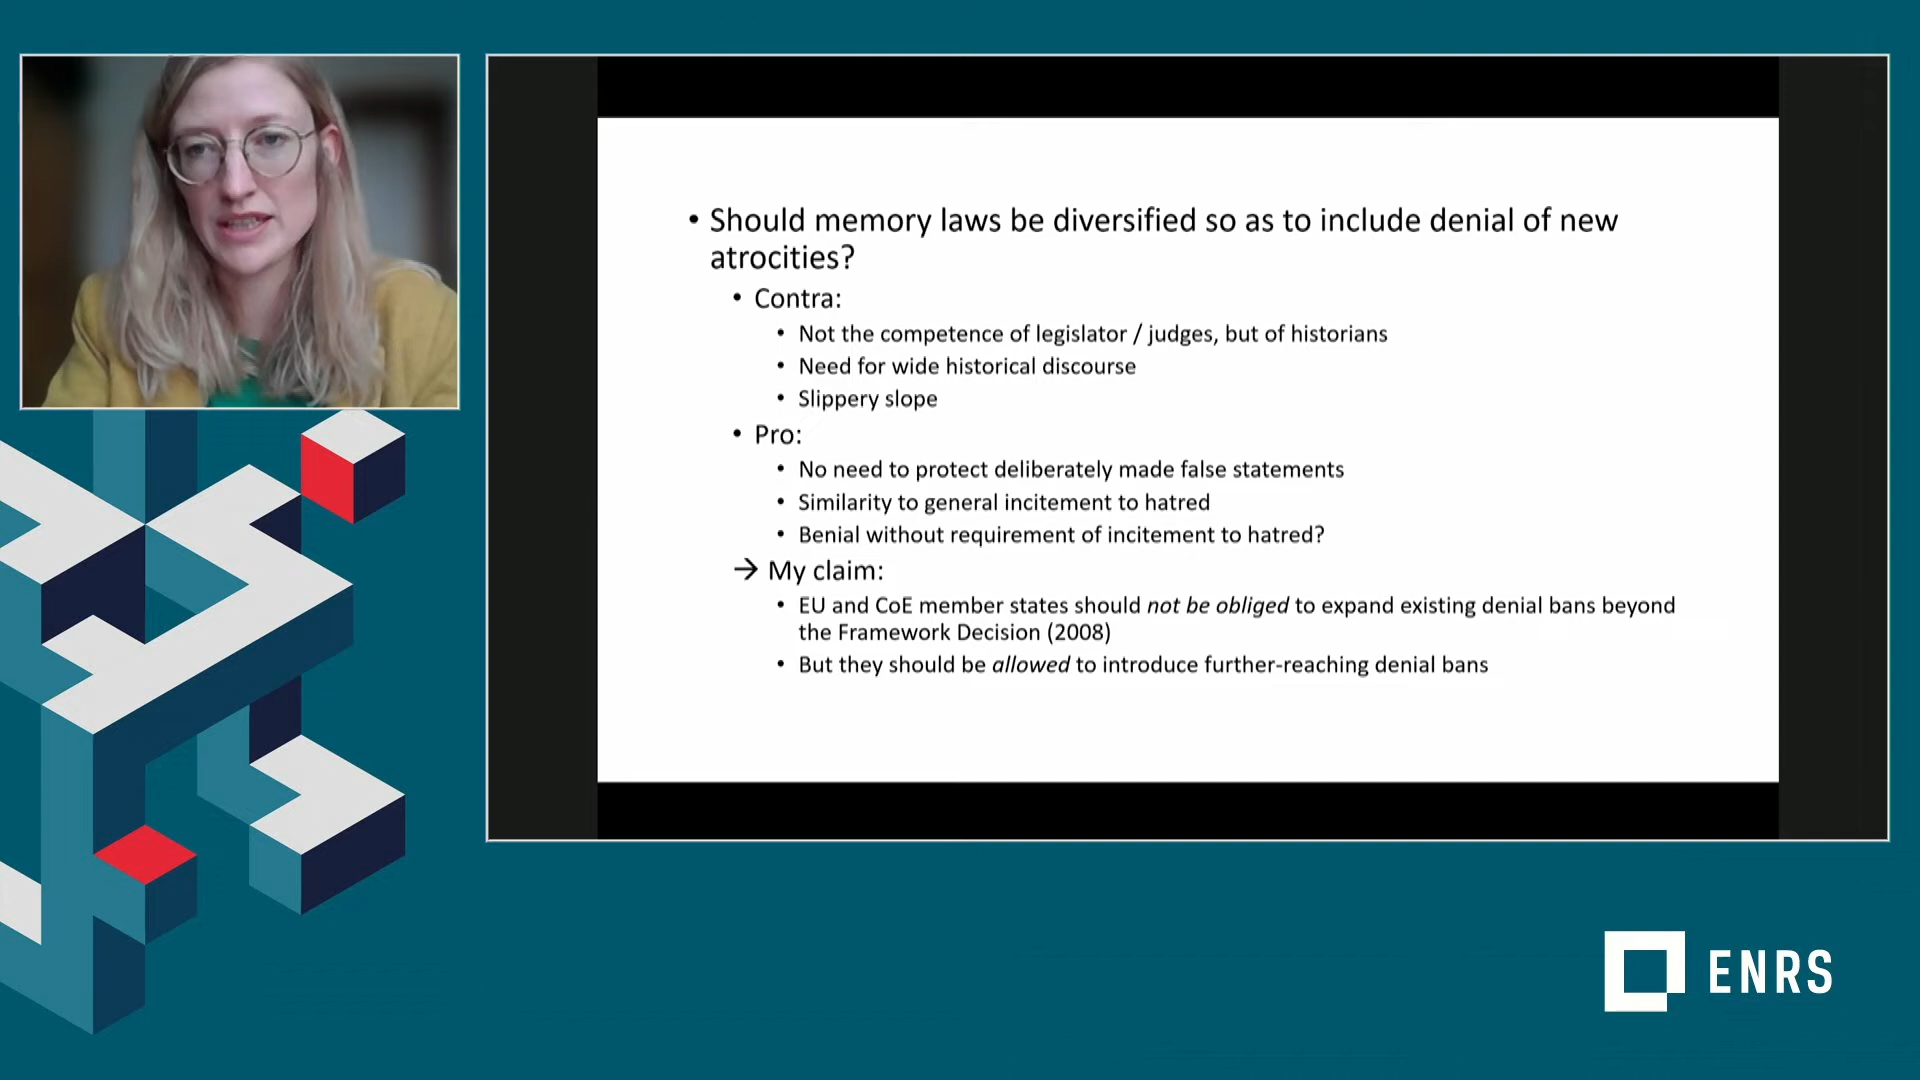 • Should memory laws be diversified so as to include denial of new
atrocities?
• Contra:
• Not the competence of legislator / judges, but of historians
• Need for wide historical discourse
• Slippery slope
• Pro:
• No need to protect deliberately made false statements
• Similarity to general incitement to hatred
• Benial without requirement of incitement to hatred?
→ My claim:
• EU and CoE member states should not be obliged to expand existing denial bans beyond
the Framework Decision (2008)
• But they should be allowed to introduce further-reaching denial bans
ENRS